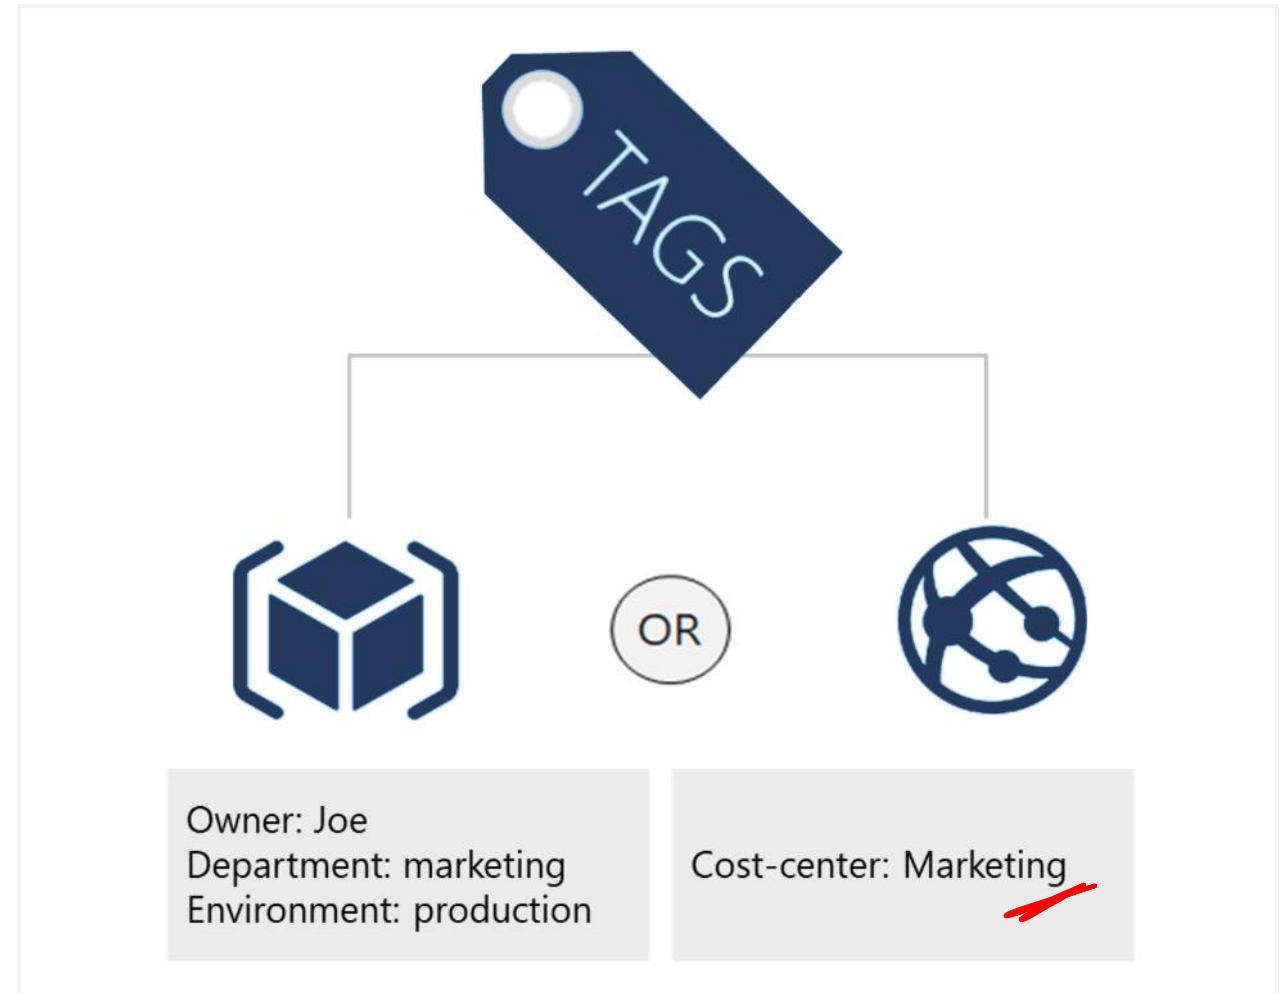 TAGS
OR
Owner: Joe
Department: marketing
Environment: production
Cost-center: Marketing